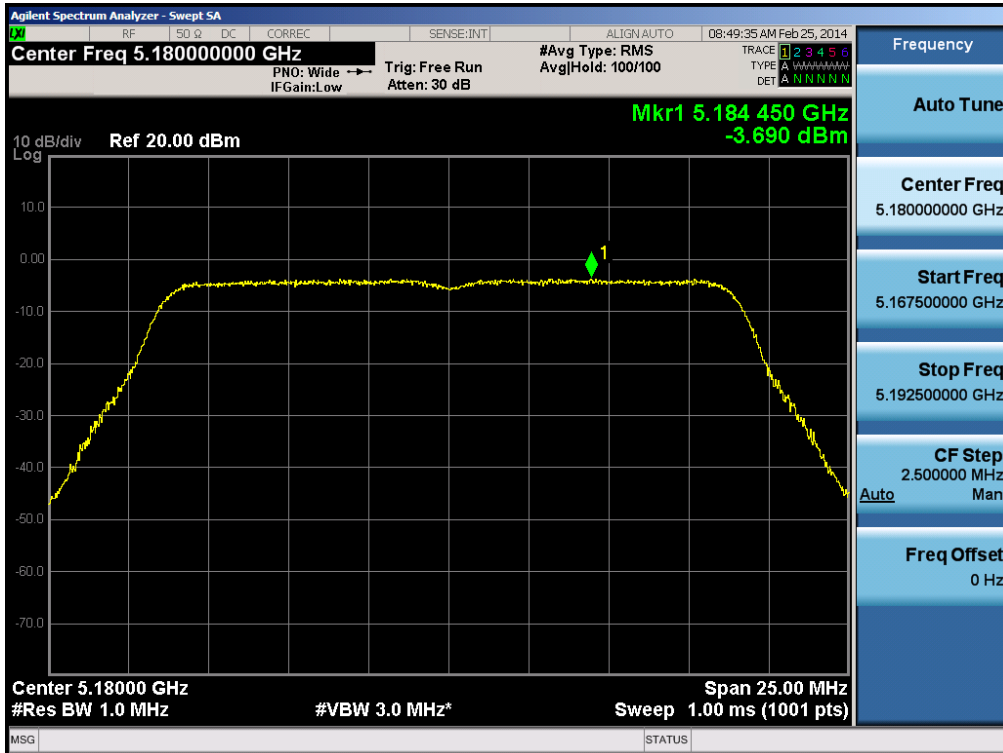 Agilent Spectrum Analyzer - Swept SA
LXI RF 50 Ω DC CORREC SENSE:INT ALIGN AUTO 08:49:35 AM Feb 25, 2014
Center Freq 5.180000000 GHz
PNO: Wide
IFGain:Low
Trig: Free Run
Atten: 30 dB
#Avg Type: RMS
Avg|Hold: 100/100
TRACE 1 2 3 4 5 6
TYPE A WWWWW
DET A N N N N N
Mkr1 5.184 450 GHz
-3.690 dBm
10 dB/div Ref 20.00 dBm
Log
10.0
0.00
-10.0
-20.0
-30.0
-40.0
-50.0
-60.0
-70.0
1
Center 5.18000 GHz Span 25.00 MHz
#Res BW 1.0 MHz #VBW 3.0 MHz* Sweep 1.00 ms (1001 pts)
MSG STATUS
Frequency
Auto Tune
Center Freq
5.180000000 GHz
Start Freq
5.167500000 GHz
Stop Freq
5.192500000 GHz
CF Step
2.500000 MHz
Auto Man
Freq Offset
0 Hz